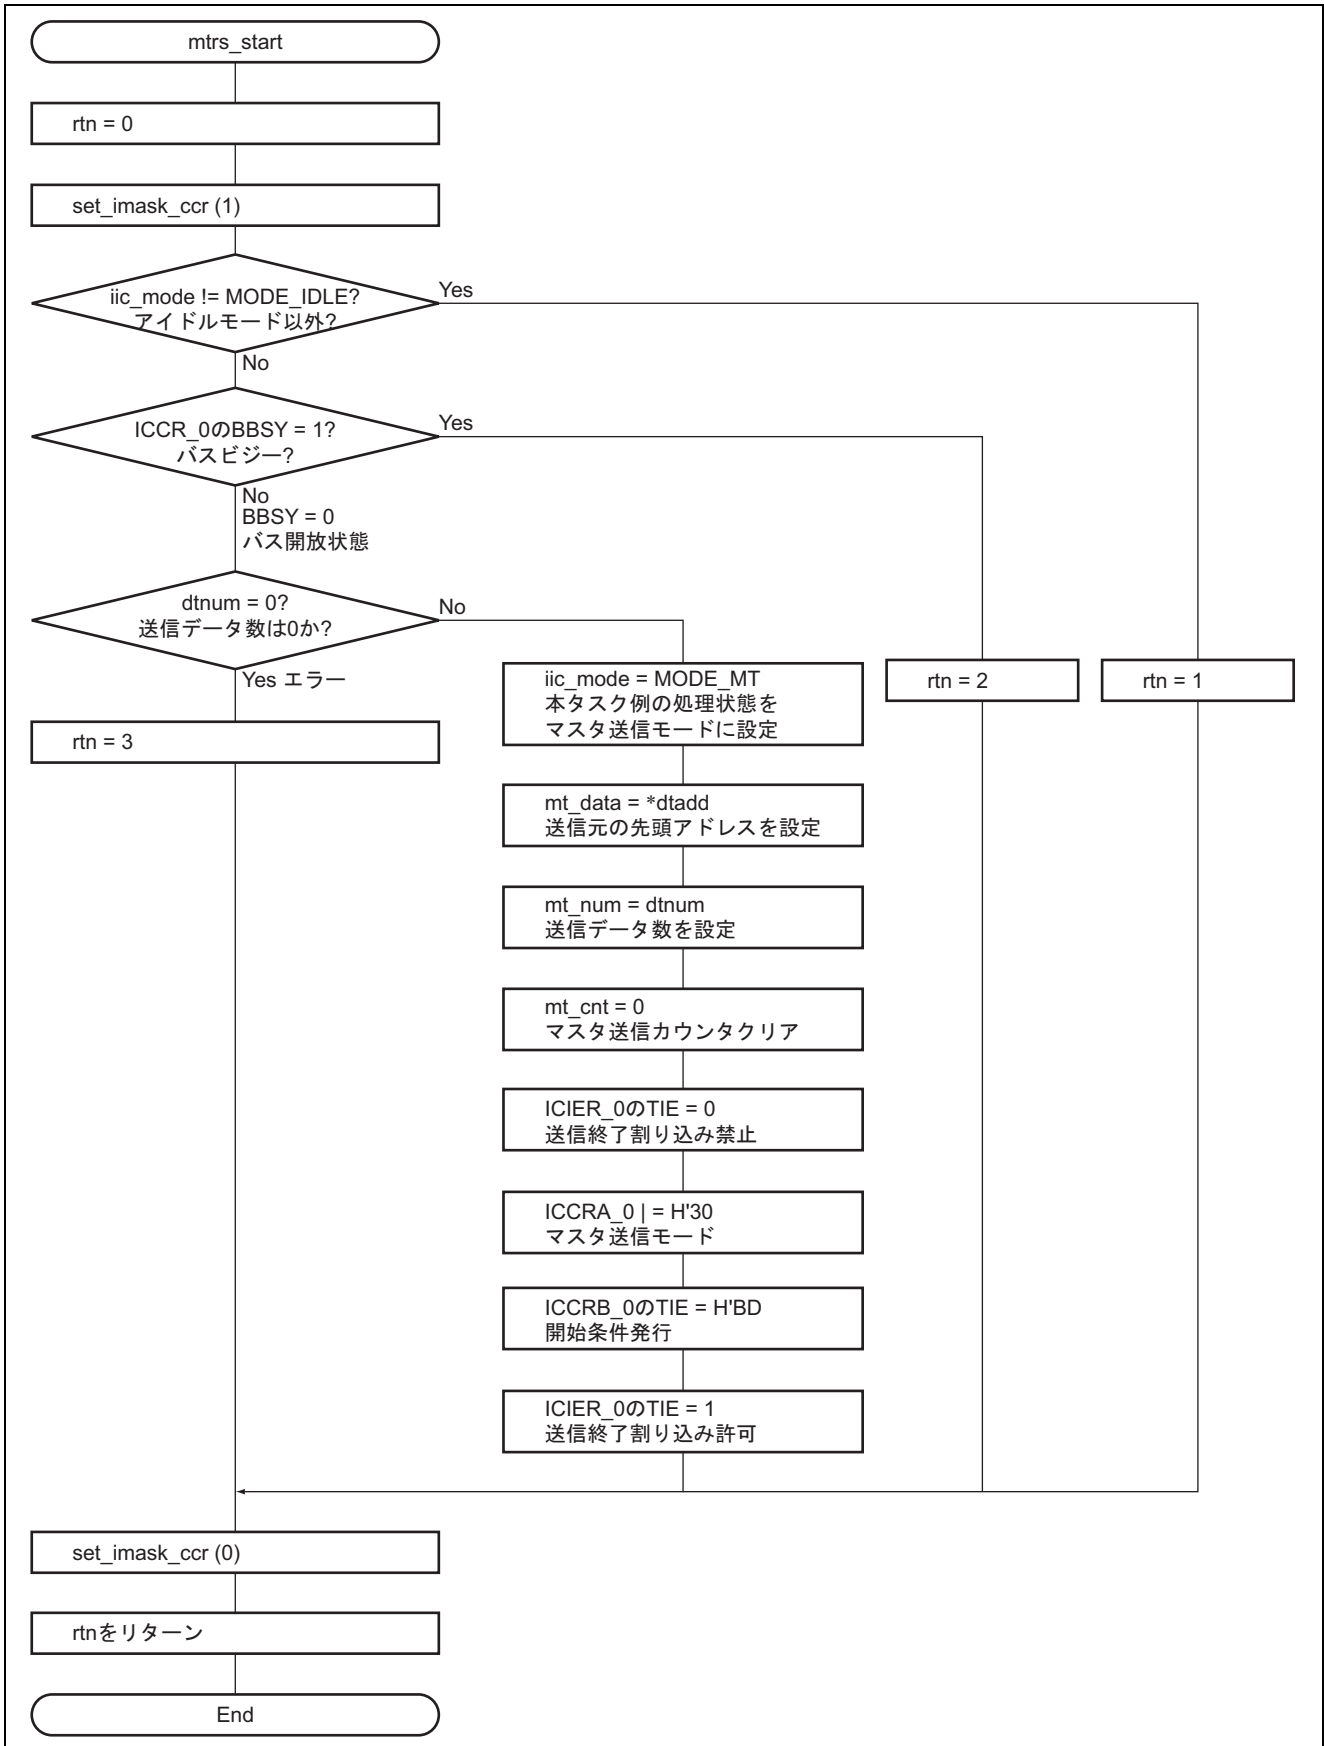 mtrs_start
rtn = 0
set_imask_ccr (1)
iic_mode != MODE_IDLE?
アイドルモード以外?
Yes
No
ICCR_0のBBSY = 1?
バスビジー?
Yes
No
BBSY = 0
バス開放状態
dtnum = 0?
送信データ数は0か?
No
Yes エラー
rtn = 3
iic_mode = MODE_MT
本タスク例の処理状態を
マスタ送信モードに設定
rtn = 2
rtn = 1
mt_data = *dtadd
送信元の先頭アドレスを設定
mt_num = dtnum
送信データ数を設定
mt_cnt = 0
マスタ送信カウンタクリア
ICIER_0のTIE = 0
送信終了割り込み禁止
ICCRA_0 | = H'30
マスタ送信モード
ICCRB_0のTIE = H'BD
開始条件発行
ICIER_0のTIE = 1
送信終了割り込み許可
set_imask_ccr (0)
rtnをリターン
End